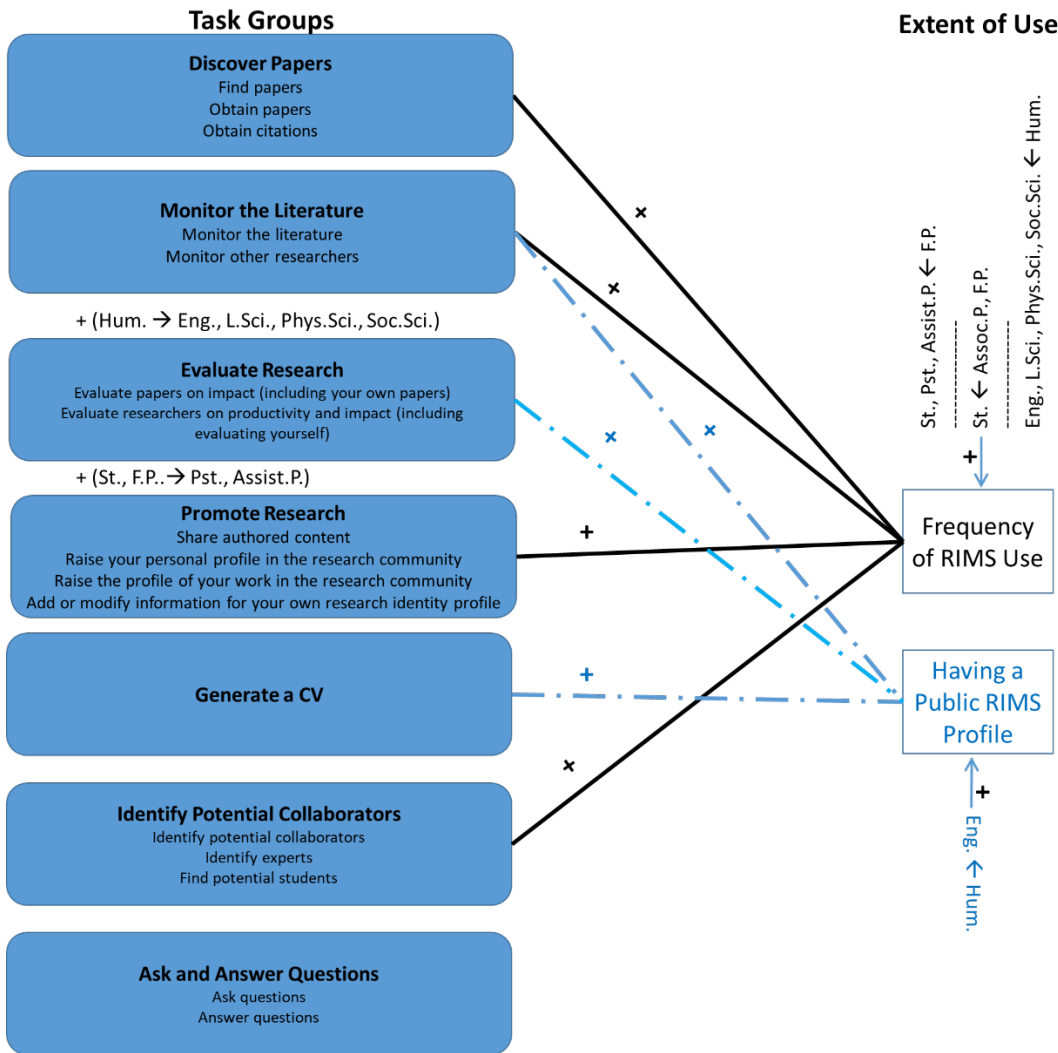 Task Groups
Extent of Use
Discover Papers
Find papers
Obtain papers
Obtain citations
Monitor the Literature
Monitor the literature
Monitor other researchers
+ (Hum. → Eng., L.Sci., Phys.Sci., Soc.Sci.)
Evaluate Research
Evaluate papers on impact (including your own papers)
Evaluate researchers on productivity and impact (including
evaluating yourself)
+ (St., F.P.. → Pst., Assist.P.)
Promote Research
Share authored content
Raise your personal profile in the research community
Raise the profile of your work in the research community
Add or modify information for your own research identity profile
Generate a CV
Identify Potential Collaborators
Identify potential collaborators
Identify experts
Find potential students
Ask and Answer Questions
Ask questions
Answer questions
+
+
+
+
+
+
+
St., Pst., Assist.P. ← F.P.
St. ← Assoc.P., F.P.
Eng., L.Sci., Phys.Sci., Soc.Sci. ← Hum.
+
Frequency
of RIMS Use
Having a
Public RIMS
Profile
+
Eng. ← Hum.